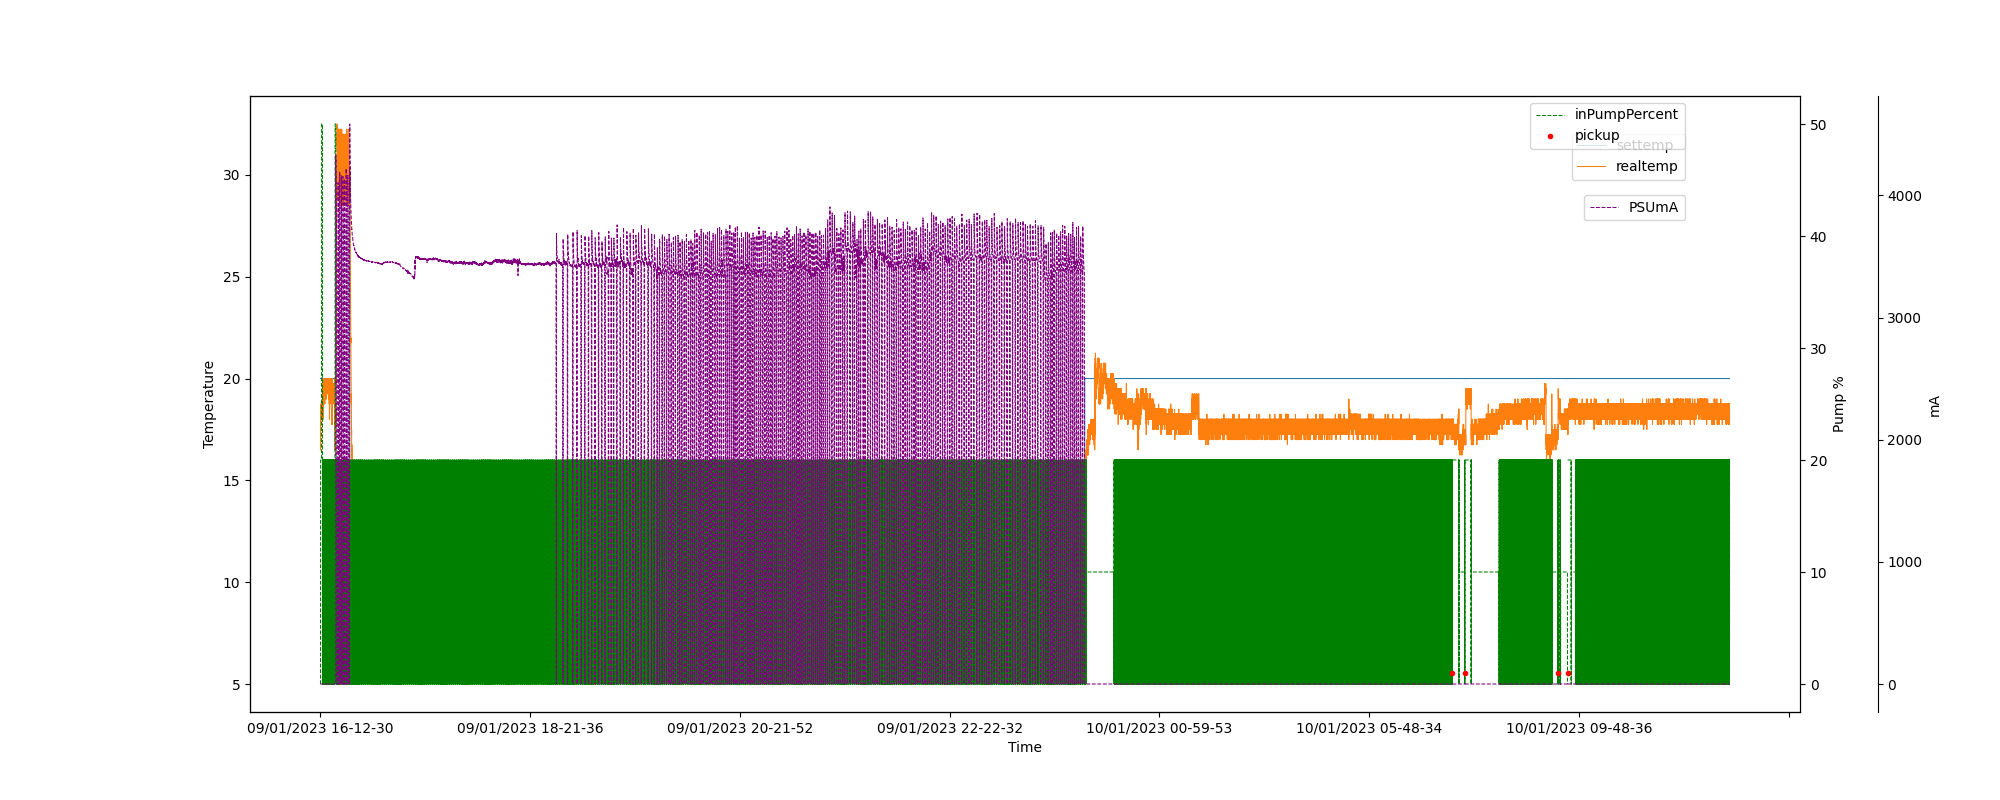 inPumpPercent
pickup
settemp
realtemp
PSUmA
Temperature
30
25
20
15
10
5
50
40
30
20
10
0
Pump %
4000
3000
2000
1000
0
mA
09/01/2023 16-12-30
09/01/2023 18-21-36
09/01/2023 20-21-52
09/01/2023 22-22-32
10/01/2023 00-59-53
10/01/2023 05-48-34
10/01/2023 09-48-36
Time